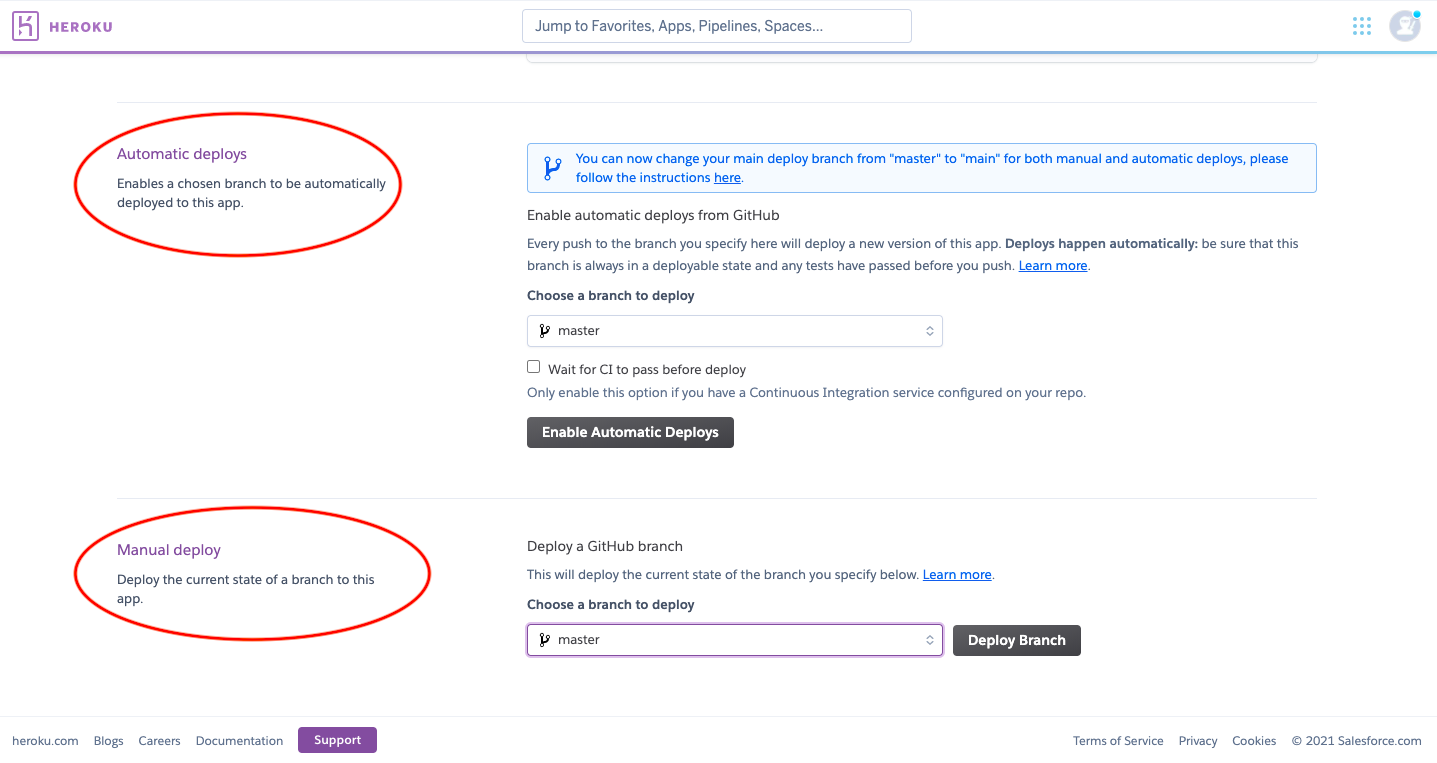 HEROKU
Jump to Favorites, Apps, Pipelines, Spaces...
Automatic deploys
Enables a chosen branch to be automatically
deployed to this app.
You can now change your main deploy branch from "master" to "main" for both manual and automatic deploys, please
follow the instructions here.
Enable automatic deploys from GitHub
Every push to the branch you specify here will deploy a new version of this app. Deploys happen automatically: be sure that this
branch is always in a deployable state and any tests have passed before you push. Learn more.
Choose a branch to deploy
master
Wait for CI to pass before deploy
Only enable this option if you have a Continuous Integration service configured on your repo.
Enable Automatic Deploys
Manual deploy
Deploy the current state of a branch to this
app.
Deploy a GitHub branch
This will deploy the current state of the branch you specify below. Learn more.
Choose a branch to deploy
master
Deploy Branch
heroku.com Blogs Careers Documentation Support Terms of Service Privacy Cookies © 2021 Salesforce.com